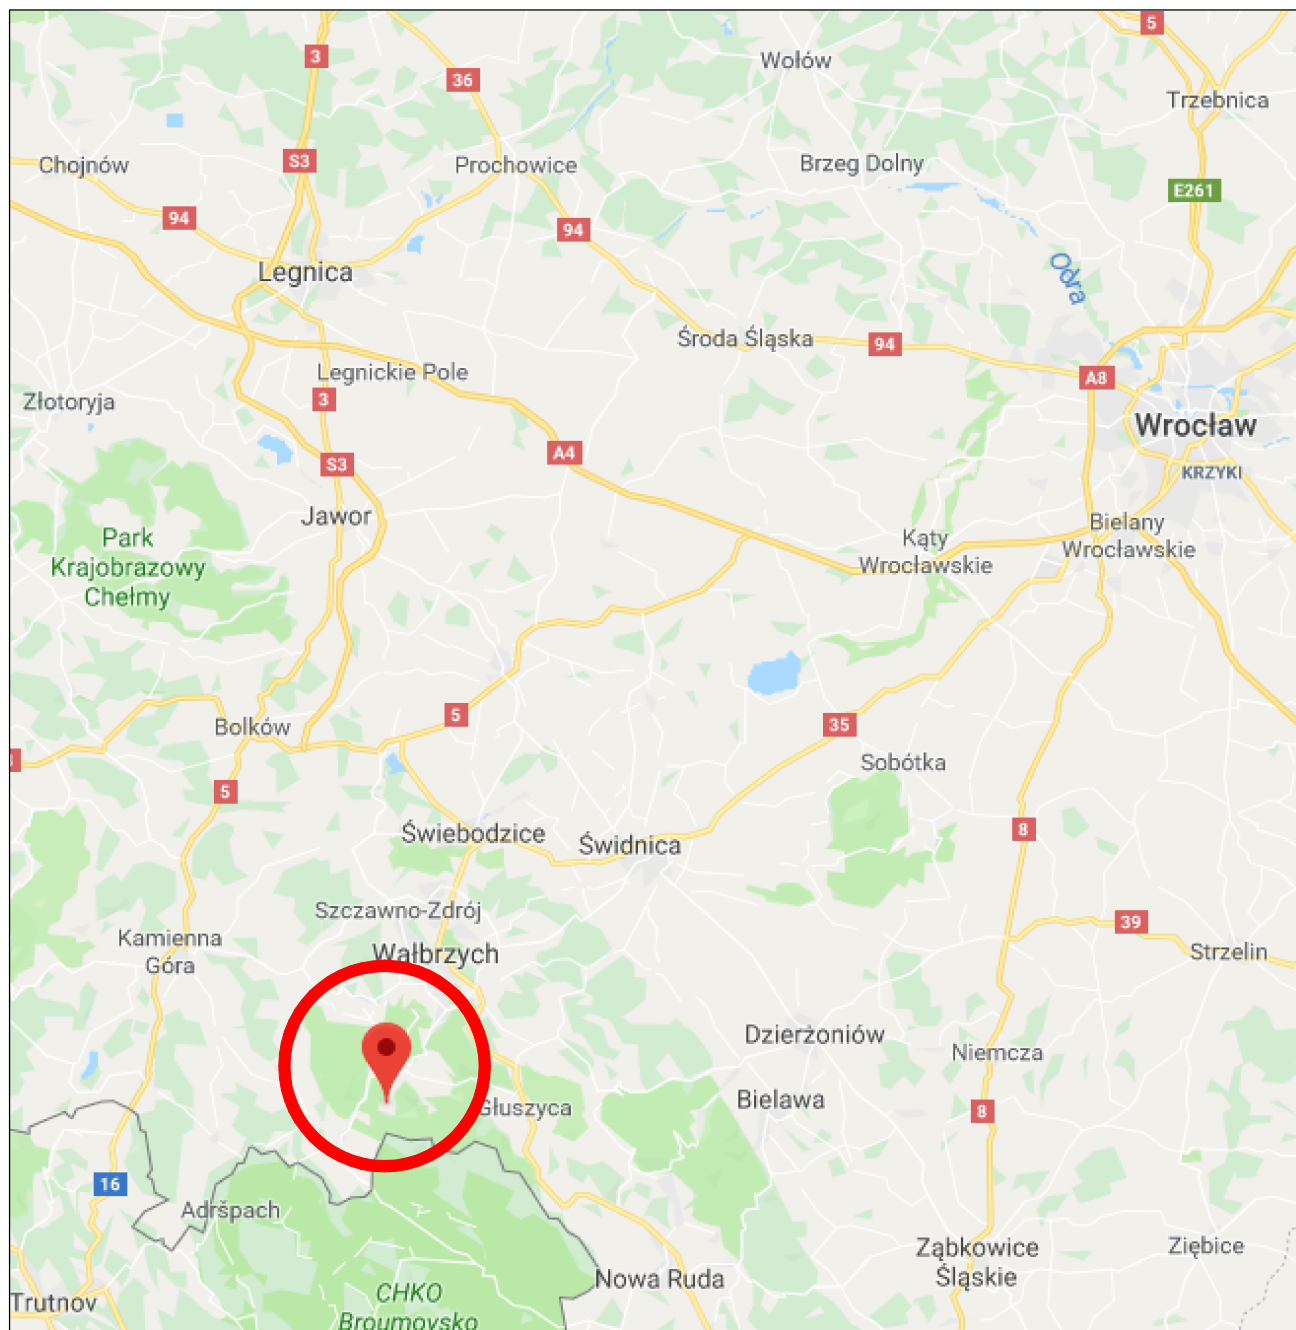 5
3
Wołów
36
Trzebnica
S3
Chojnów
Prochowice
Brzeg Dolny
E261
94
94
Odra
Legnica
Środa Śląska
94
Legnickie Pole
A8
3
Złotoryja
Wrocław
A4
S3
KRZYKI
Jawor
Park
Krajobrazowy
Chełmy
Kąty
Wrocławskie
Bielany
Wrocławskie
5
35
Bolków
Sobótka
5
8
Świebodzice
Świdnica
Szczawno-Zdrój
39
Kamienna
Góra
Wałbrzych
Strzelin
Dzierżoniów
Niemcza
Bielawa
Głuszyca
8
16
Adršpach
Ząbkowice
Śląskie
Ziębice
Nowa Ruda
CHKO
Broumovsko
Trutnov